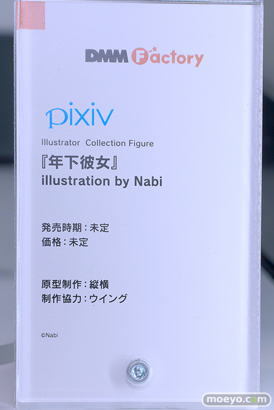 DMM Factory
pixiv
Illustrator Collection Figure
『年下彼女』
illustration by Nabi
発売時期：未定
価格：未定
原型制作：縦横
制作協力：ウイング
©Nabi
moeyo.com